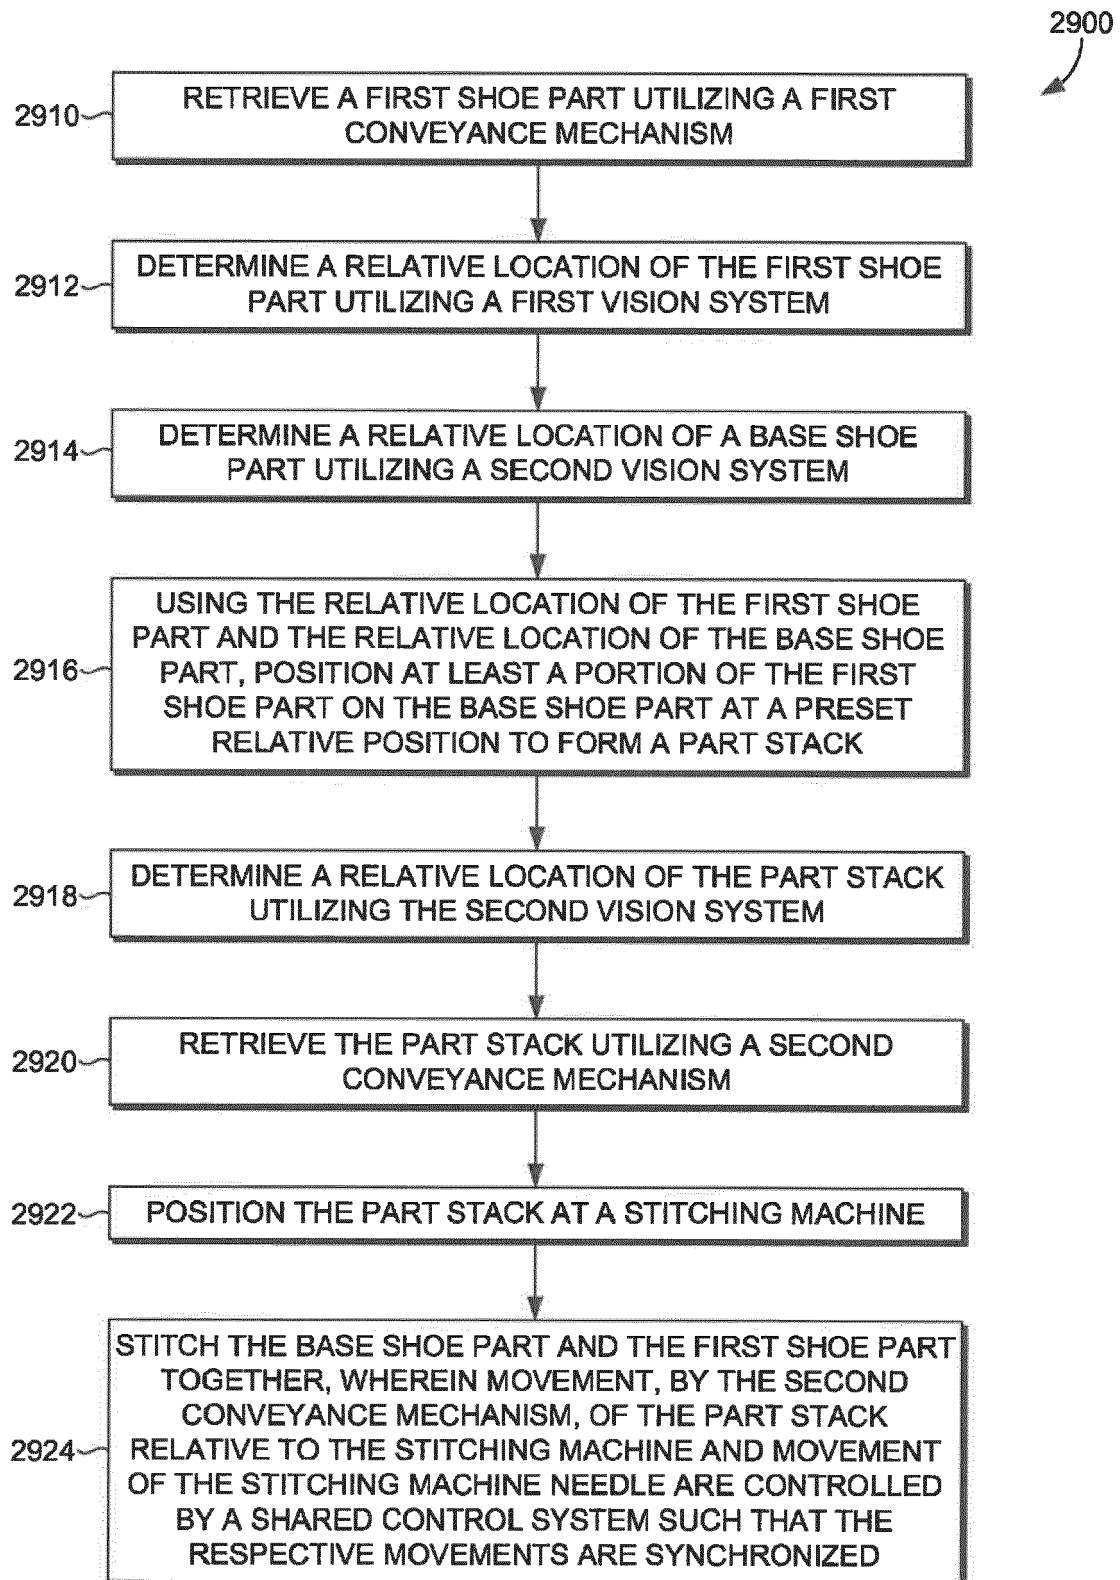 2900
2910
RETRIEVE A FIRST SHOE PART UTILIZING A FIRST
CONVEYANCE MECHANISM
2912
DETERMINE A RELATIVE LOCATION OF THE FIRST SHOE
PART UTILIZING A FIRST VISION SYSTEM
2914
DETERMINE A RELATIVE LOCATION OF A BASE SHOE
PART UTILIZING A SECOND VISION SYSTEM
2916
USING THE RELATIVE LOCATION OF THE FIRST SHOE
PART AND THE RELATIVE LOCATION OF THE BASE SHOE
PART, POSITION AT LEAST A PORTION OF THE FIRST
SHOE PART ON THE BASE SHOE PART AT A PRESET
RELATIVE POSITION TO FORM A PART STACK
2918
DETERMINE A RELATIVE LOCATION OF THE PART STACK
UTILIZING THE SECOND VISION SYSTEM
2920
RETRIEVE THE PART STACK UTILIZING A SECOND
CONVEYANCE MECHANISM
2922
POSITION THE PART STACK AT A STITCHING MACHINE
2924
STITCH THE BASE SHOE PART AND THE FIRST SHOE PART
TOGETHER, WHEREIN MOVEMENT, BY THE SECOND
CONVEYANCE MECHANISM, OF THE PART STACK
RELATIVE TO THE STITCHING MACHINE AND MOVEMENT
OF THE STITCHING MACHINE NEEDLE ARE CONTROLLED
BY A SHARED CONTROL SYSTEM SUCH THAT THE
RESPECTIVE MOVEMENTS ARE SYNCHRONIZED